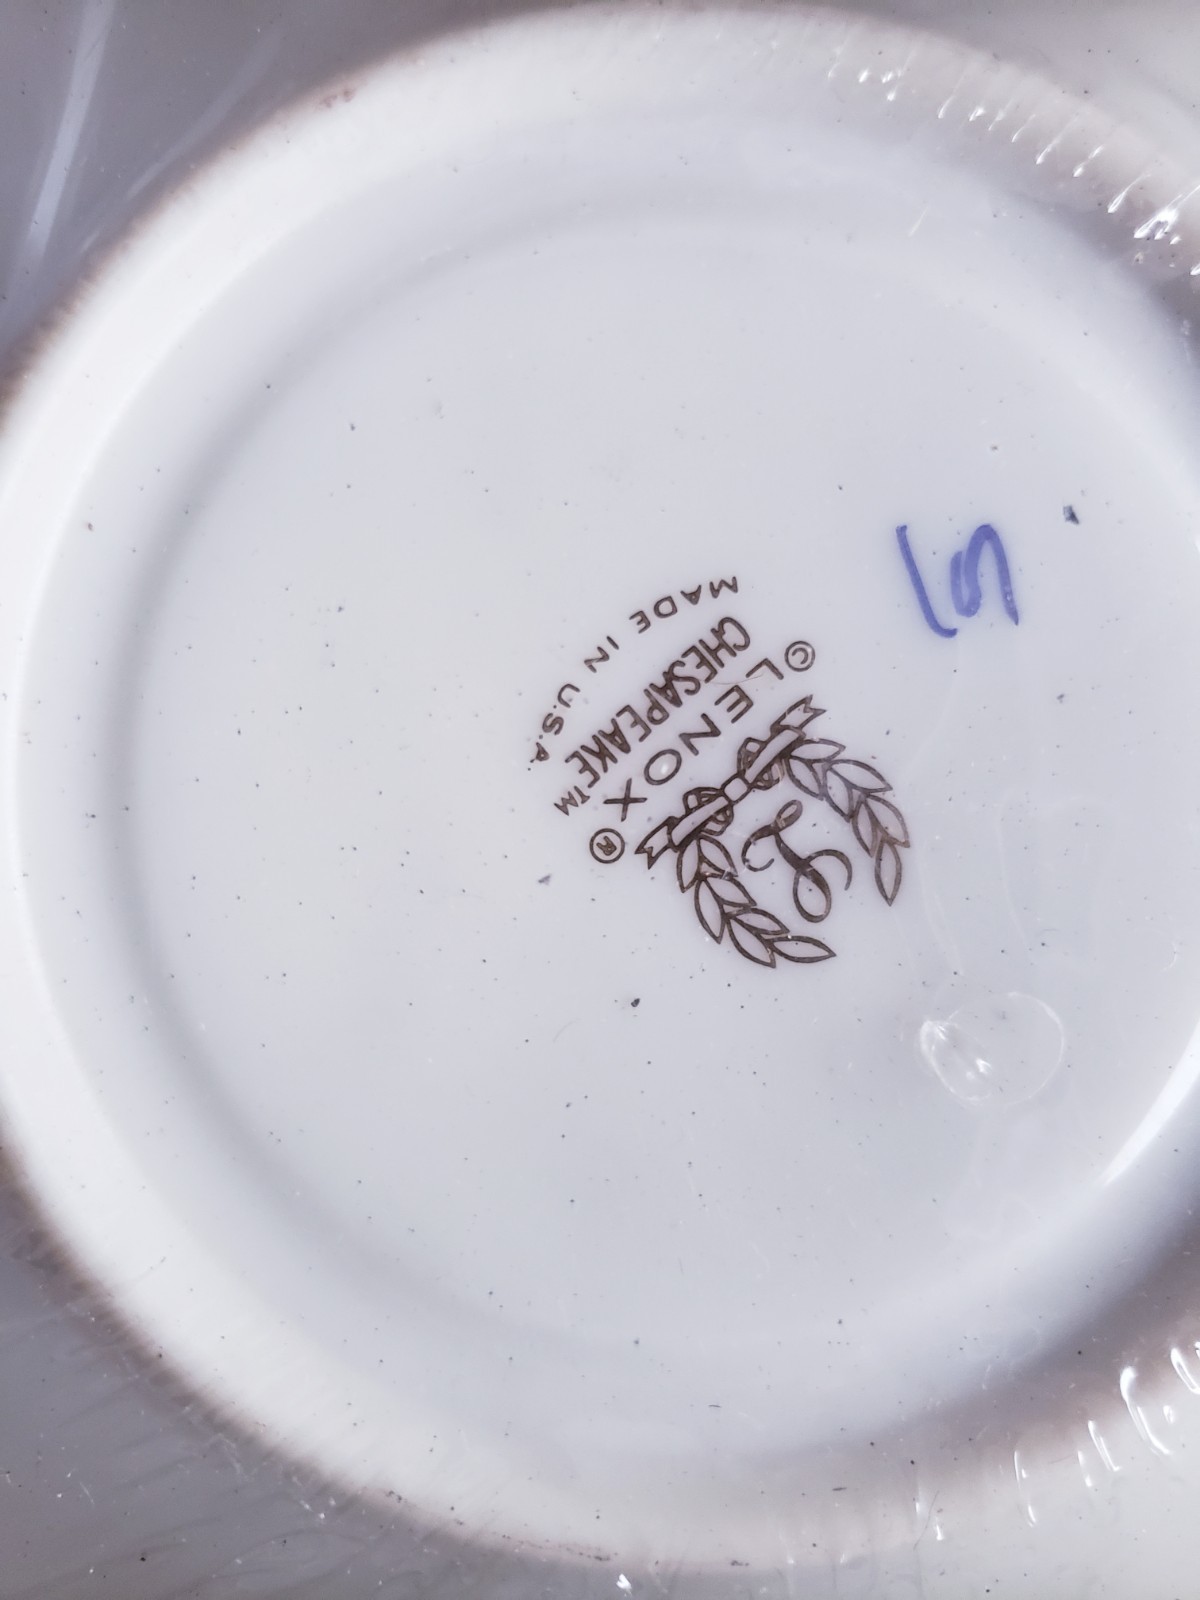 L
© LENOX ®
CHESAPEAKE™
MADE IN U.S.A.